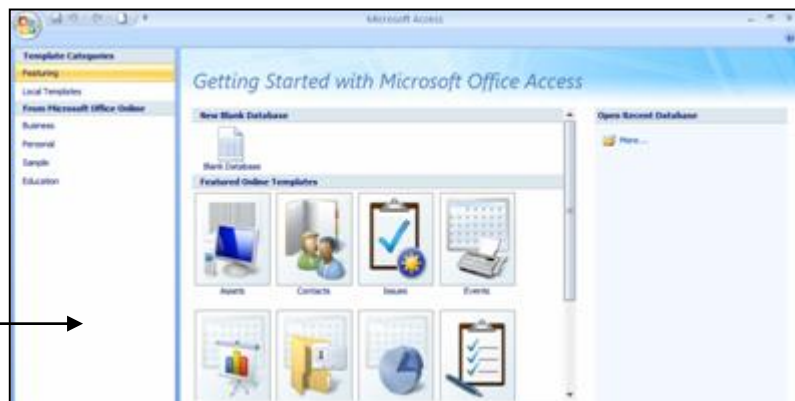 Microsoft Access
Template Categories
Featuring
Local Templates
From Microsoft Office Online
Business
Personal
Sample
Education
Getting Started with Microsoft Office Access
New Blank Database
Blank Database
Featured Online Templates
Assets
Contacts
Issues
Events
Open Recent Database
More...